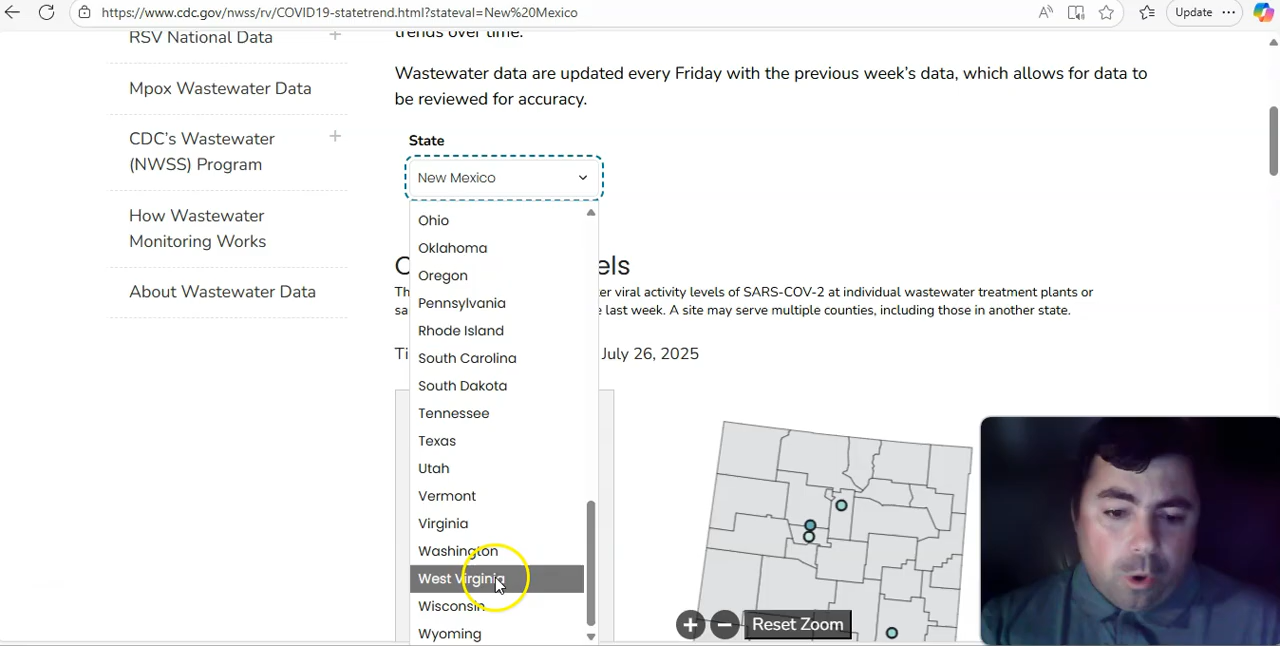 https://www.cdc.gov/nwss/rv/COVID19-statetrend.html?stateval=New%20Mexico
Update
RSV National Data
Mpox Wastewater Data
CDC's Wastewater
(NWSS) Program
How Wastewater
Monitoring Works
About Wastewater Data
trends over time.
Wastewater data are updated every Friday with the previous week's data, which allows for data to
be reviewed for accuracy.
State
New Mexico
Ohio
Oklahoma
Oregon
Pennsylvania
Rhode Island
South Carolina
South Dakota
Tennessee
Texas
Utah
Vermont
Virginia
Washington
West Virginia
Wisconsin
Wyoming
viral activity levels of SARS-COV-2 at individual wastewater treatment plants or
last week. A site may serve multiple counties, including those in another state.
July 26, 2025
+ − Reset Zoom